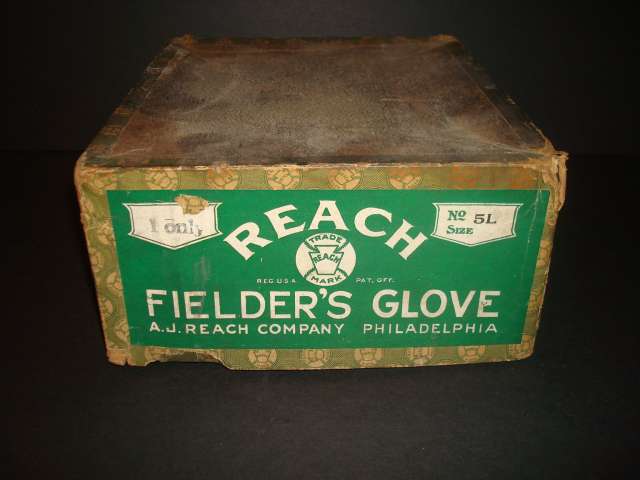 1 only
REACH
No 5L
SIZE
TRADE
REACH
MARK
REG. U.S.A. PAT. OFF.
FIELDER'S GLOVE
A.J. REACH COMPANY PHILADELPHIA